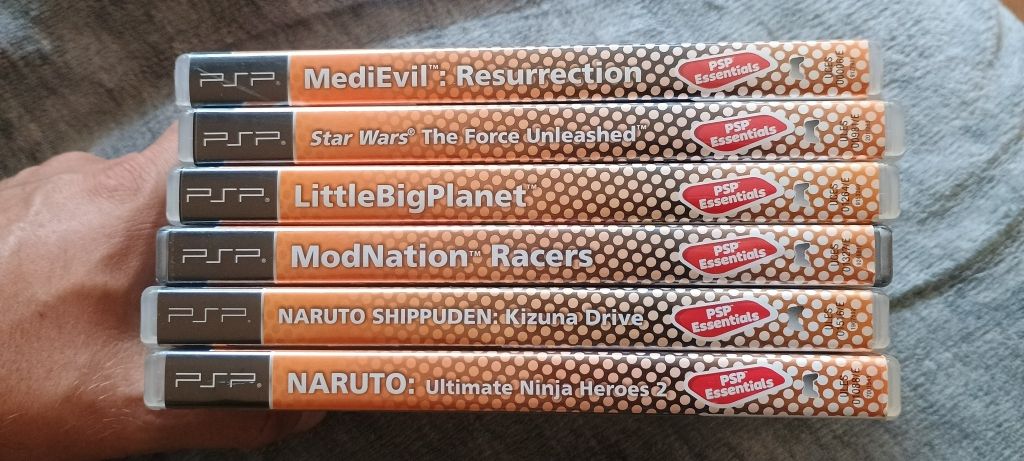 PSP® MediEvil™: Resurrection PSP® Essentials
PSP® Star Wars® The Force Unleashed™ PSP® Essentials
PSP® LittleBigPlanet™ PSP® Essentials
PSP® ModNation™ Racers PSP® Essentials
PSP® NARUTO SHIPPUDEN: Kizuna Drive PSP® Essentials
PSP® NARUTO: Ultimate Ninja Heroes 2 PSP® Essentials